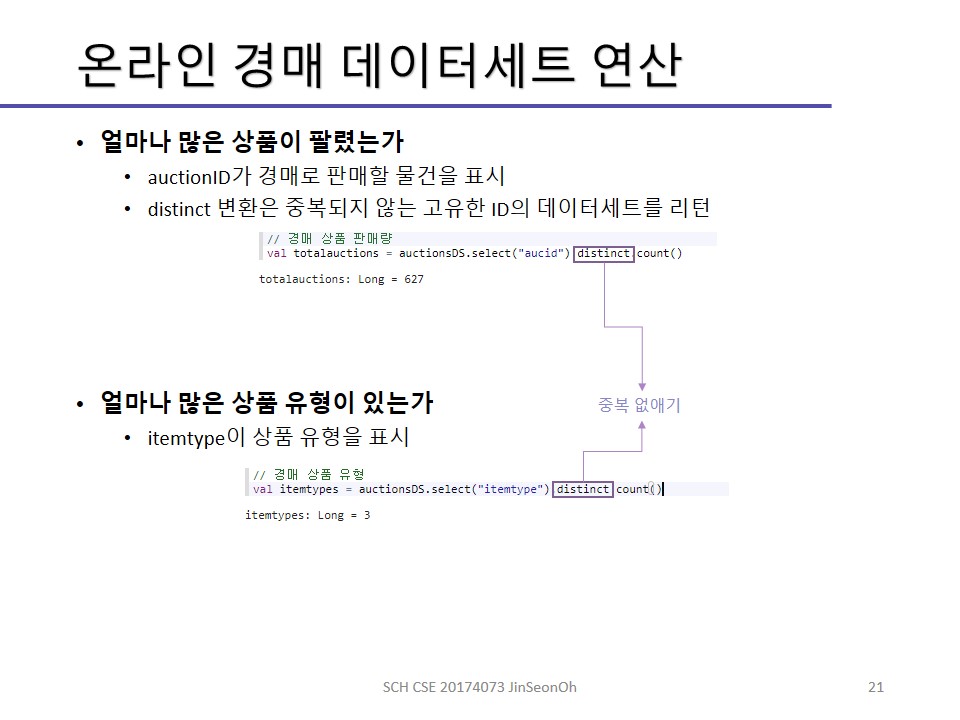 온라인 경매 데이터세트 연산
• 얼마나 많은 상품이 팔렸는가
• auctionID가 경매로 판매할 물건을 표시
• distinct 변환은 중복되지 않는 고유한 ID의 데이터세트를 리턴
// 경매 상품 판매량
val totalauctions = auctionsDS.select("aucid").distinct.count()
totalauctions: Long = 627
• 얼마나 많은 상품 유형이 있는가
중복 없애기
• itemtype이 상품 유형을 표시
// 경매 상품 유형
val itemtypes = auctionsDS.select("itemtype").distinct.count()
itemtypes: Long = 3
SCH CSE 20174073 JinSeonOh
21